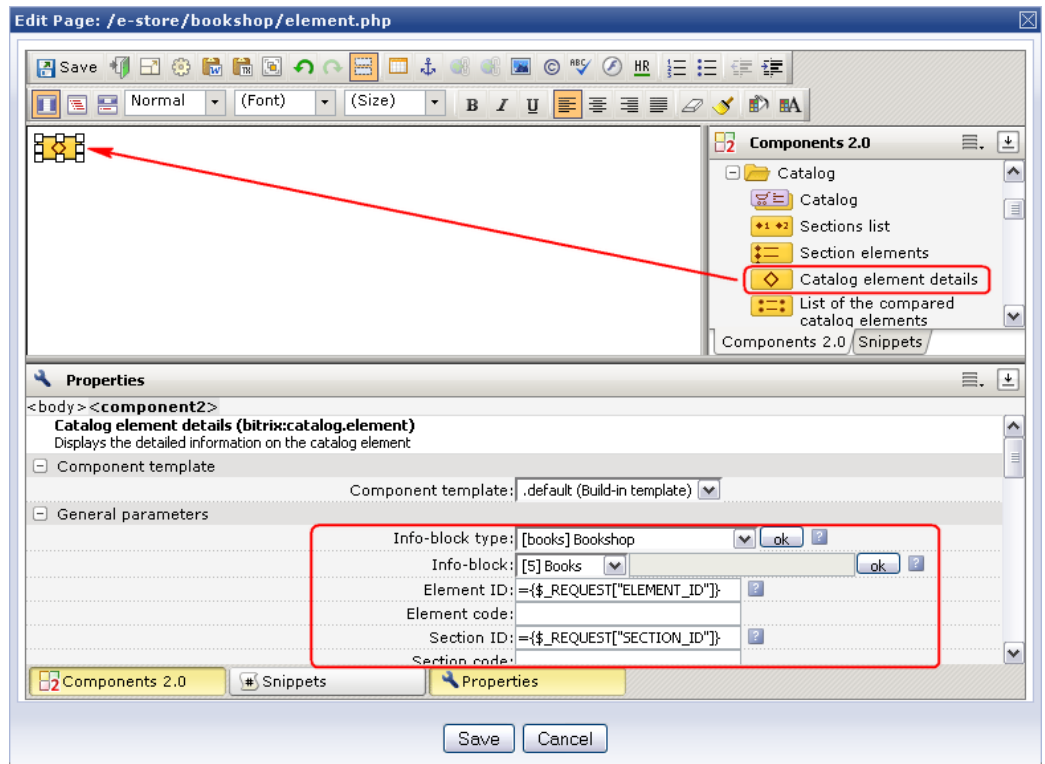 Edit Page: /e-store/bookshop/element.php
Save
ABC
HR
Normal (Font) (Size) B I U A
Components 2.0
Catalog
Catalog
Sections list
Section elements
Catalog element details
List of the compared
catalog elements
Components 2.0 Snippets
Properties
<body><component2>
Catalog element details (bitrix:catalog.element)
Displays the detailed information on the catalog element
Component template
Component template: .default (Build-in template)
General parameters
Info-block type: [books] Bookshop ok ?
Info-block: [5] Books ok ?
Element ID: ={$_REQUEST["ELEMENT_ID"]} ?
Element code:
Section ID: ={$_REQUEST["SECTION_ID"]} ?
Section code:
Components 2.0 Snippets Properties
Save Cancel